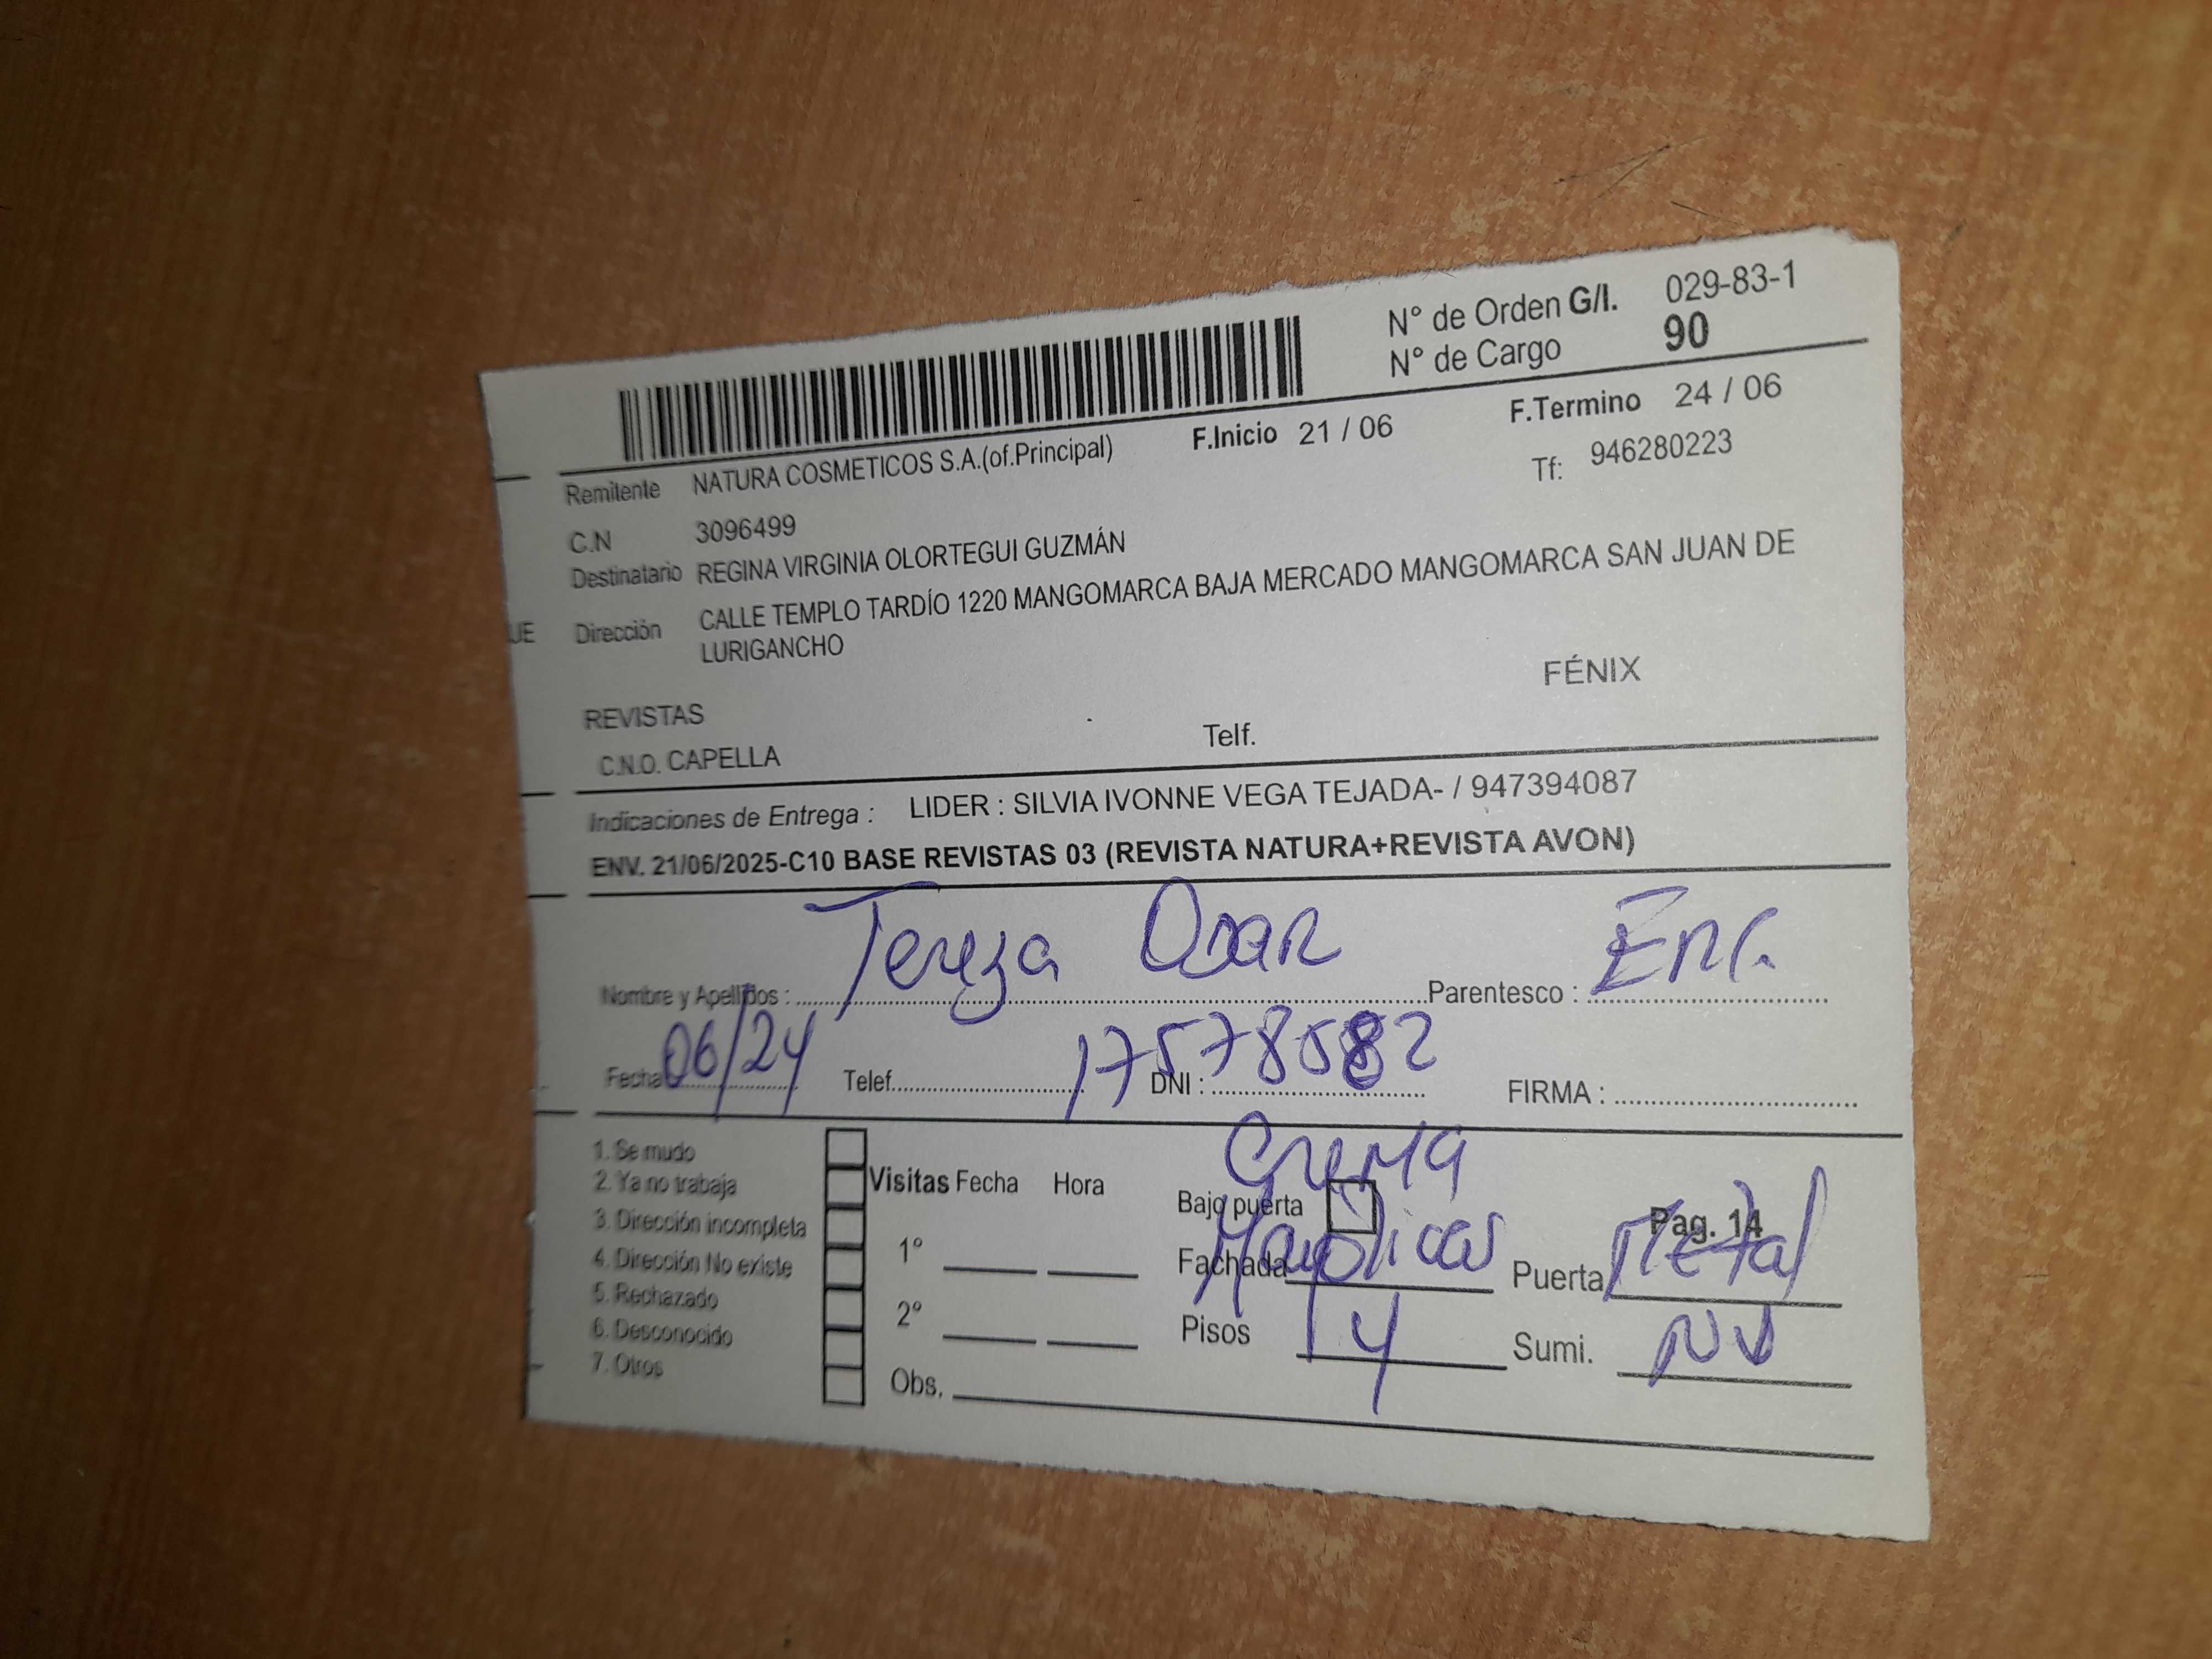 N° de Orden G/I. 029-83-1
N° de Cargo 90
F.Inicio 21 / 06 F.Termino 24 / 06
Remitente NATURA COSMETICOS S.A.(of.Principal) Tf: 946280223
C.N 3096499
Destinatario REGINA VIRGINIA OLORTEGUI GUZMÁN
UE Dirección CALLE TEMPLO TARDÍO 1220 MANGOMARCA BAJA MERCADO MANGOMARCA SAN JUAN DE
LURIGANCHO
FÉNIX
REVISTAS
C.N.O. CAPELLA Telf.
Indicaciones de Entrega : LIDER : SILVIA IVONNE VEGA TEJADA- / 947394087
ENV. 21/06/2025-C10 BASE REVISTAS 03 (REVISTA NATURA+REVISTA AVON)
Nombre y Apellidos : Tereza Parentesco : Enc.
Fecha 06/24 Telef. DNI : 17578582 FIRMA :
1. Se mudo
2. Ya no trabaja
3. Dirección incompleta
4. Dirección No existe
5. Rechazado
6. Desconocido
7. Otros
Visitas Fecha Hora
1°
2°
Obs.
Crema
Bajo puerta Pag. 14
Fachada Mayolicas Puerta Metal
Pisos 4 Sumi. NV